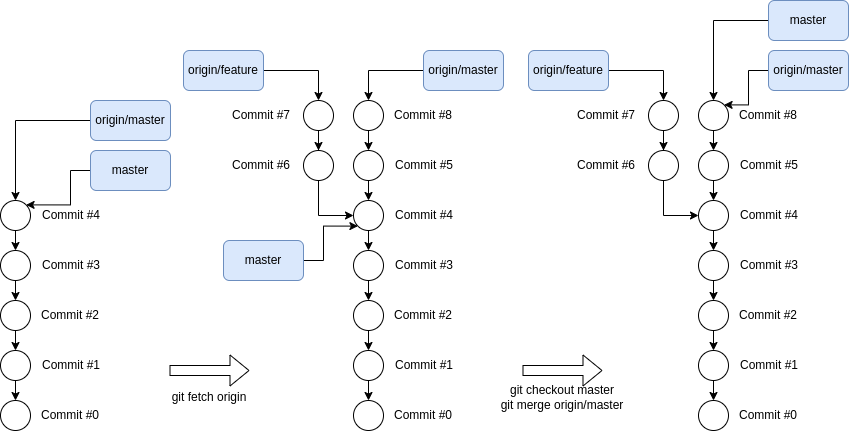 origin/master
master
Commit #4
Commit #3
Commit #2
Commit #1
Commit #0
git fetch origin
origin/feature
origin/master
Commit #7
Commit #8
Commit #6
Commit #5
Commit #4
master
Commit #3
Commit #2
Commit #1
Commit #0
git checkout master
git merge origin/master
master
origin/feature
origin/master
Commit #7
Commit #8
Commit #6
Commit #5
Commit #4
Commit #3
Commit #2
Commit #1
Commit #0